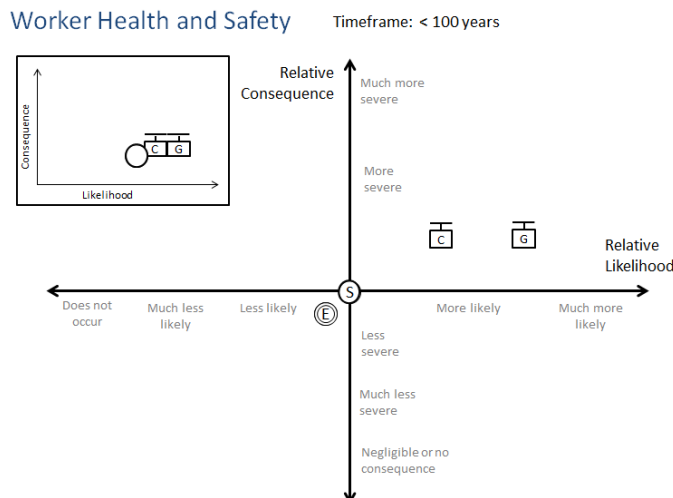 Worker Health and Safety
Timeframe: < 100 years
Consequence
C G
Likelihood
Relative
Consequence
Much more
severe
More
severe
C
G
Relative
Likelihood
S
Does not
occur
Much less
likely
Less likely
E
More likely
Much more
likely
Less
severe
Much less
severe
Negligible or no
consequence